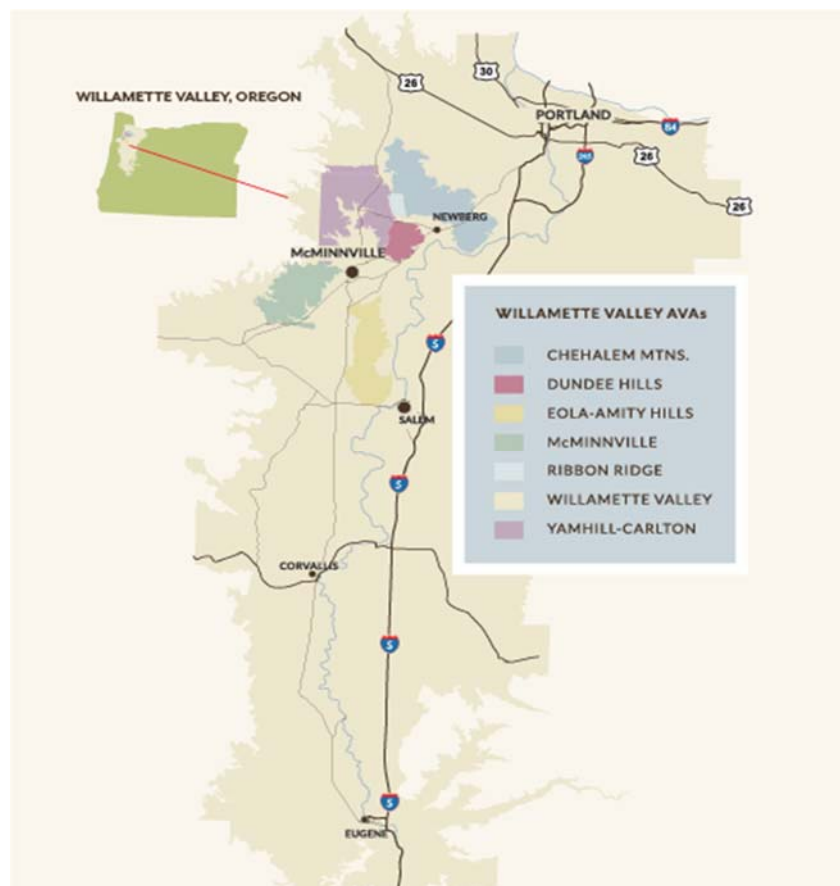 26
30
WILLAMETTE VALLEY, OREGON
PORTLAND
84
26
205
26
NEWBERG
McMINNVILLE
WILLAMETTE VALLEY AVAs
5
CHEHALEM MTNS.
DUNDEE HILLS
EOLA-AMITY HILLS
SALEM
McMINNVILLE
RIBBON RIDGE
5
WILLAMETTE VALLEY
YAMHILL-CARLTON
CORVALLIS
5
5
EUGENE